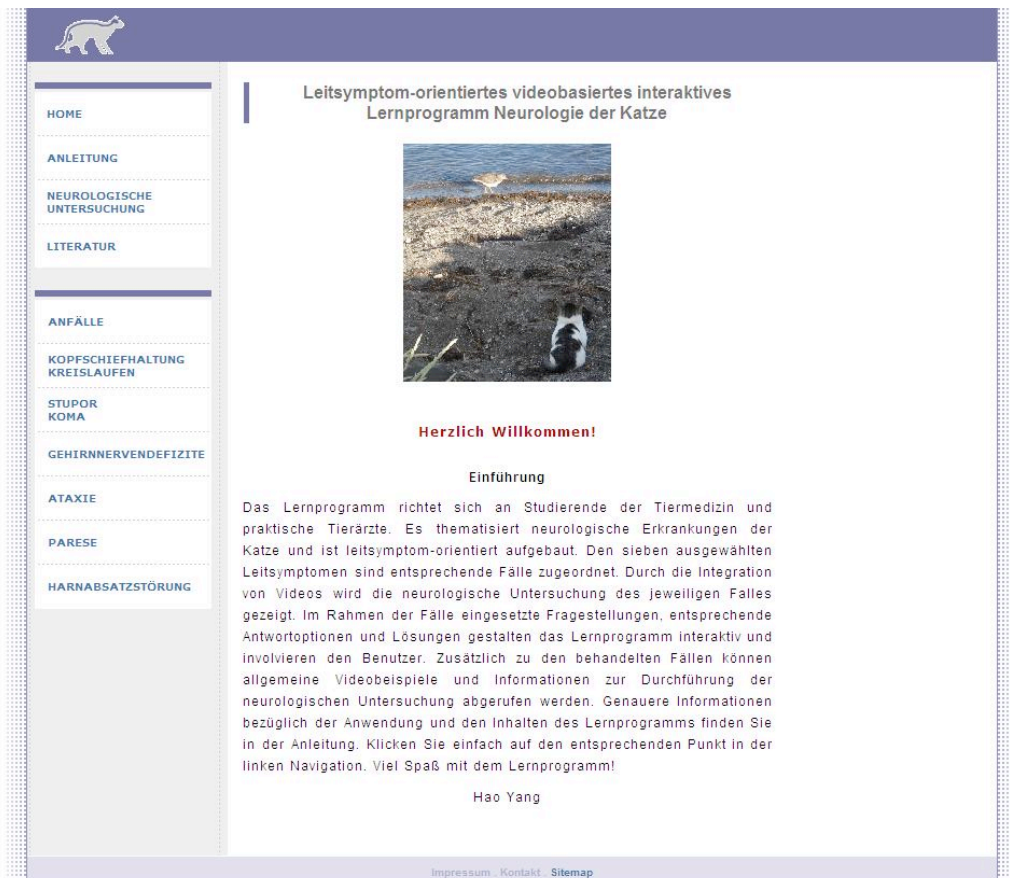 HOME
ANLEITUNG
NEUROLOGISCHE
UNTERSUCHUNG
LITERATUR
ANFÄLLE
KOPFSCHIEFHALTUNG
KREISLAUFEN
STUPOR
KOMA
GEHIRNNERVENDEFIZITE
ATAXIE
PARESE
HARNABSATZSTÖRUNG
Leitsymptom-orientiertes videobasiertes interaktives
Lernprogramm Neurologie der Katze
Herzlich Willkommen!
Einführung
Das Lernprogramm richtet sich an Studierende der Tiermedizin und
praktische Tierärzte. Es thematisiert neurologische Erkrankungen der
Katze und ist leitsymptom-orientiert aufgebaut. Den sieben ausgewählten
Leitsymptomen sind entsprechende Fälle zugeordnet. Durch die Integration
von Videos wird die neurologische Untersuchung des jeweiligen Falles
gezeigt. Im Rahmen der Fälle eingesetzte Fragestellungen, entsprechende
Antwortoptionen und Lösungen gestalten das Lernprogramm interaktiv und
involvieren den Benutzer. Zusätzlich zu den behandelten Fällen können
allgemeine Videobeispiele und Informationen zur Durchführung der
neurologischen Untersuchung abgerufen werden. Genauere Informationen
bezüglich der Anwendung und den Inhalten des Lernprogramms finden Sie
in der Anleitung. Klicken Sie einfach auf den entsprechenden Punkt in der
linken Navigation. Viel Spaß mit dem Lernprogramm!
Hao Yang
Impressum . Kontakt . Sitemap